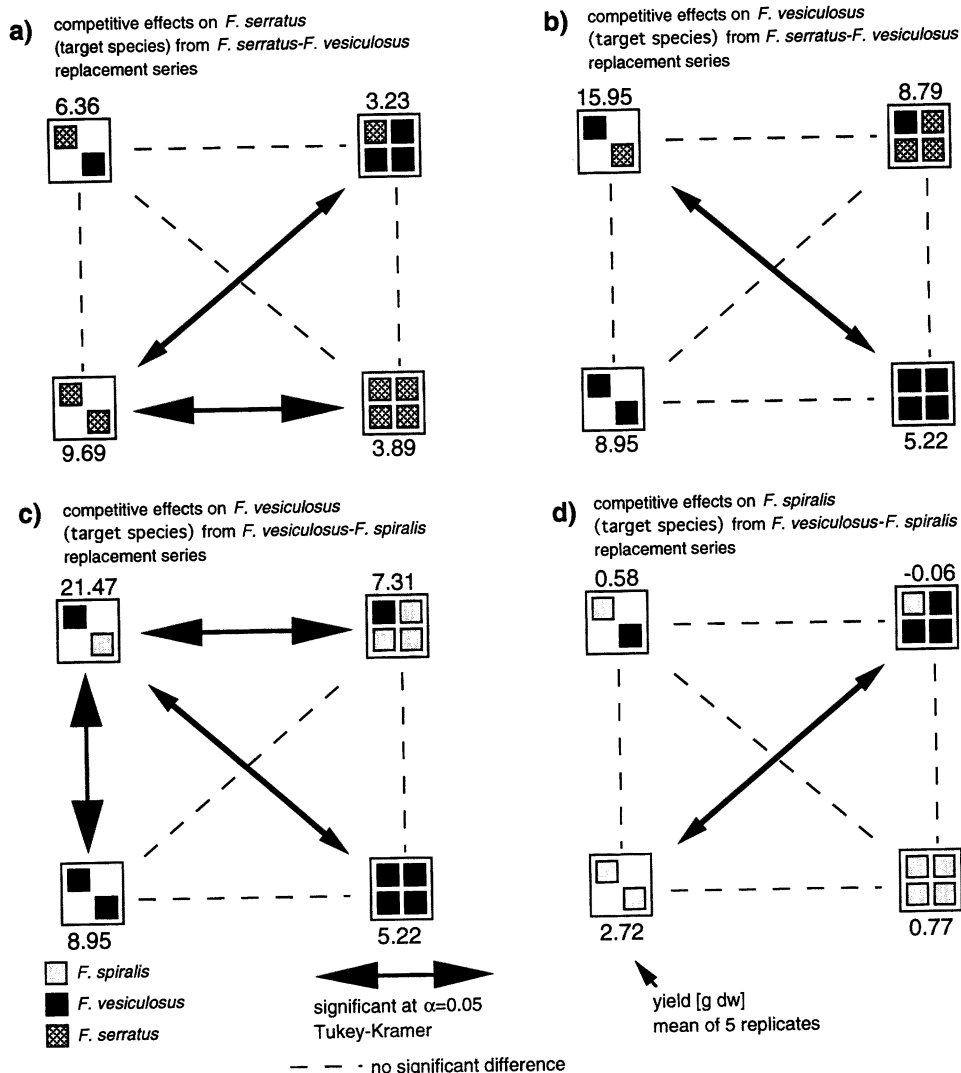 a) competitive effects on F. serratus
(target species) from F. serratus-F. vesiculosus
replacement series
6.36
3.23
9.69
3.89
b) competitive effects on F. vesiculosus
(target species) from F. serratus-F. vesiculosus
replacement series
15.95
8.79
8.95
5.22
c) competitive effects on F. vesiculosus
(target species) from F. vesiculosus-F. spiralis
replacement series
21.47
7.31
8.95
5.22
d) competitive effects on F. spiralis
(target species) from F. vesiculosus-F. spiralis
replacement series
0.58
-0.06
2.72
0.77
F. spiralis
F. vesiculosus
F. serratus
significant at α=0.05
Tukey-Kramer
no significant difference
yield [g dw]
mean of 5 replicates